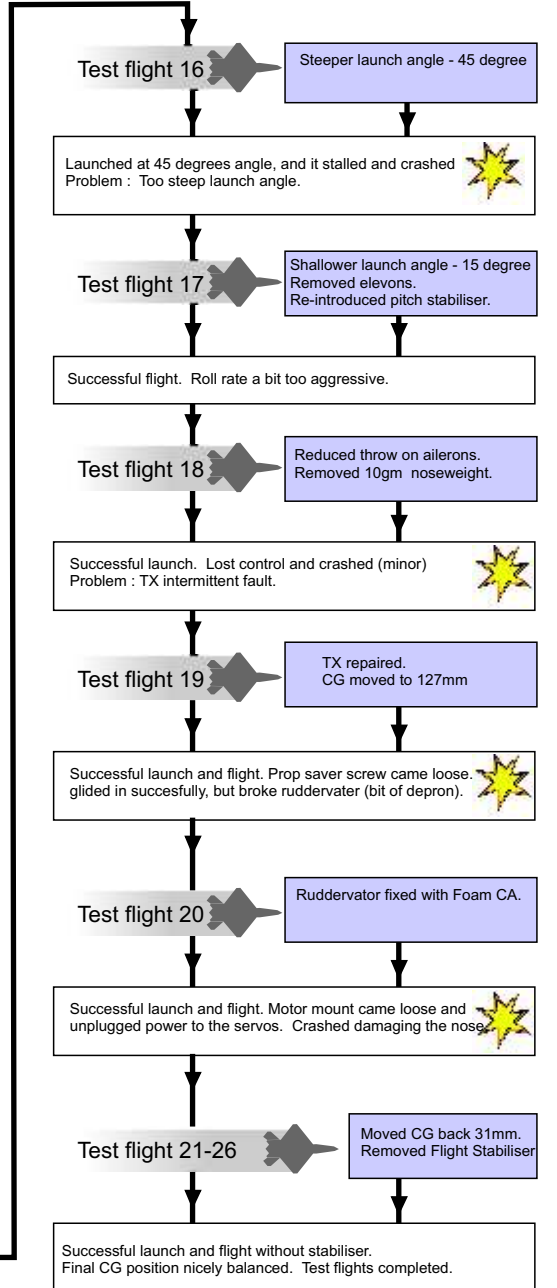 Test flight 16
Steeper launch angle - 45 degree
Launched at 45 degrees angle, and it stalled and crashed
Problem : Too steep launch angle.
Test flight 17
Shallower launch angle - 15 degree
Removed elevons.
Re-introduced pitch stabiliser.
Successful flight. Roll rate a bit too aggressive.
Test flight 18
Reduced throw on ailerons.
Removed 10gm noseweight.
Successful launch. Lost control and crashed (minor)
Problem : TX intermittent fault.
Test flight 19
TX repaired.
CG moved to 127mm
Successful launch and flight. Prop saver screw came loose.
glided in succesfully, but broke ruddervater (bit of depron).
Test flight 20
Ruddervator fixed with Foam CA.
Successful launch and flight. Motor mount came loose and
unplugged power to the servos. Crashed damaging the nose
Test flight 21-26
Moved CG back 31mm.
Removed Flight Stabiliser
Successful launch and flight without stabiliser.
Final CG position nicely balanced. Test flights completed.